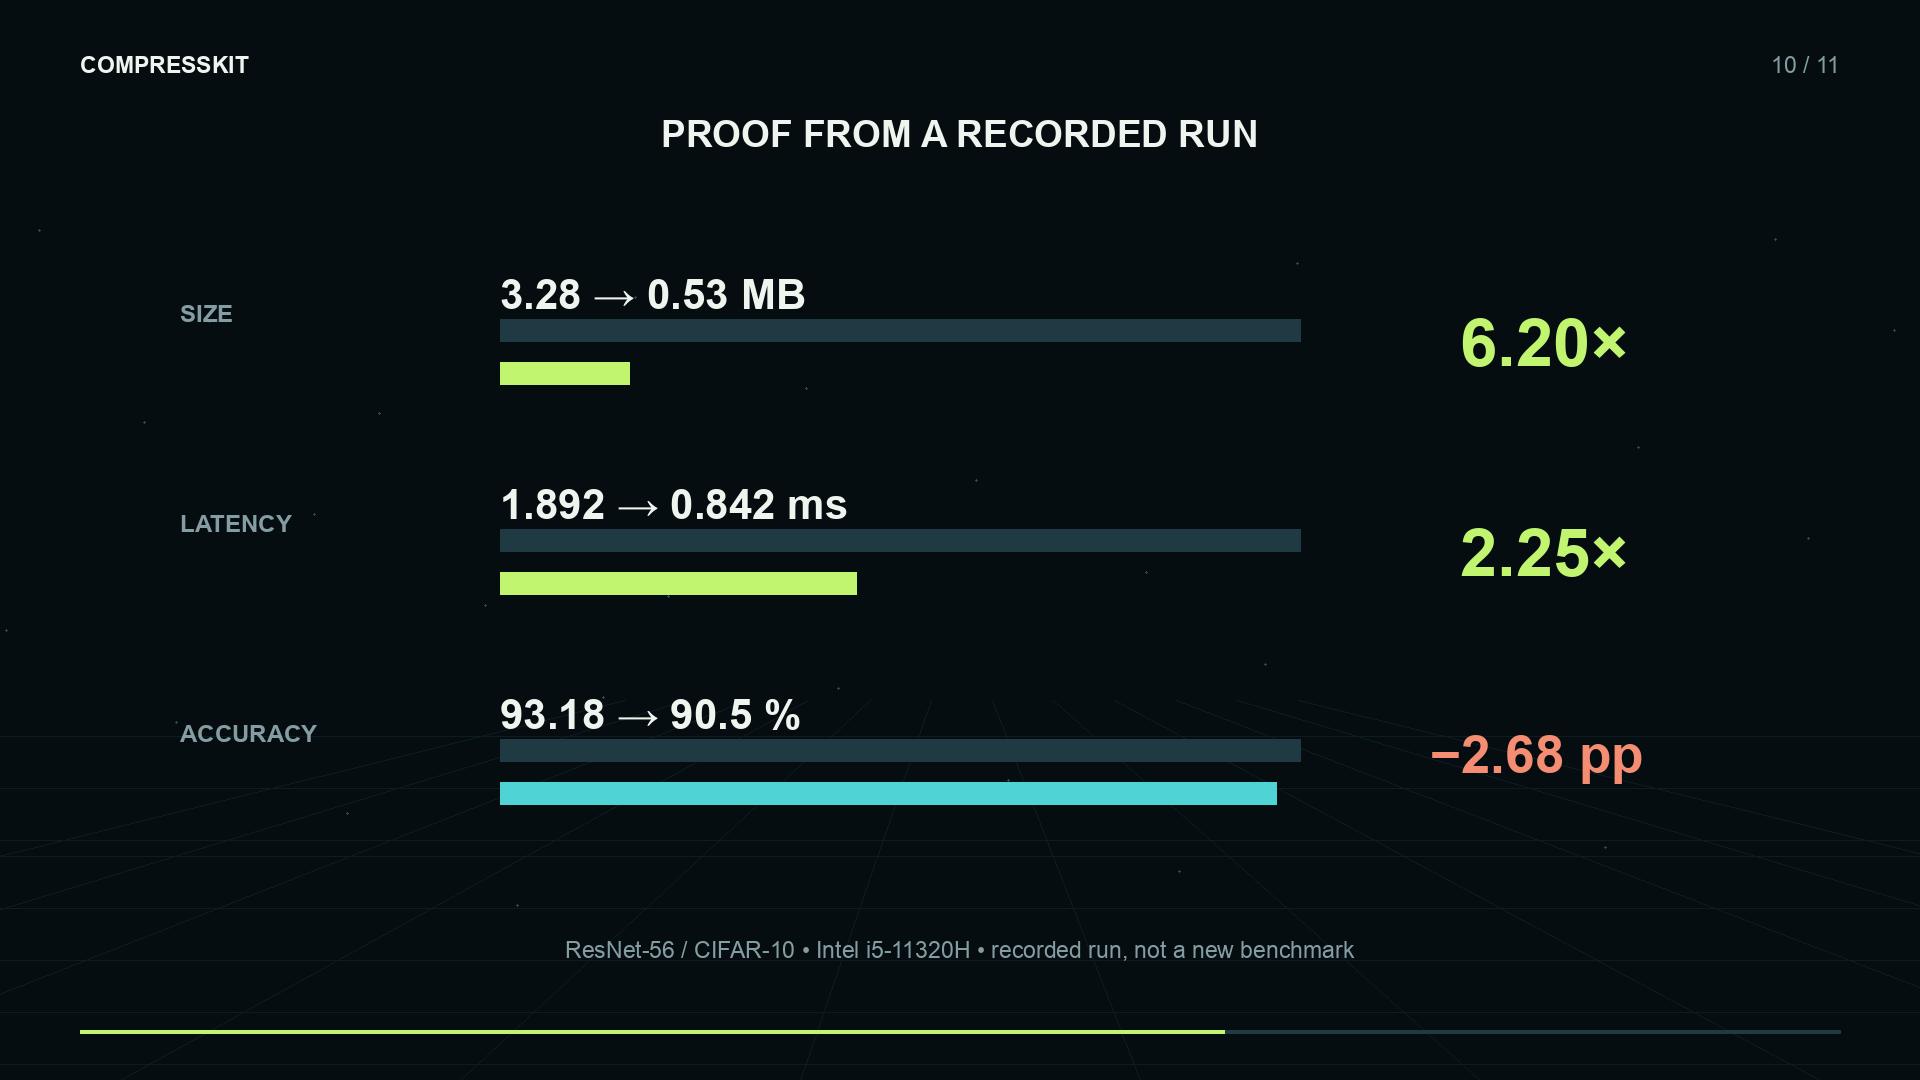 COMPRESSKIT
10 / 11
PROOF FROM A RECORDED RUN
SIZE
3.28 → 0.53 MB
6.20×
LATENCY
1.892 → 0.842 ms
2.25×
ACCURACY
93.18 → 90.5 %
−2.68 pp
ResNet-56 / CIFAR-10 • Intel i5-11320H • recorded run, not a new benchmark